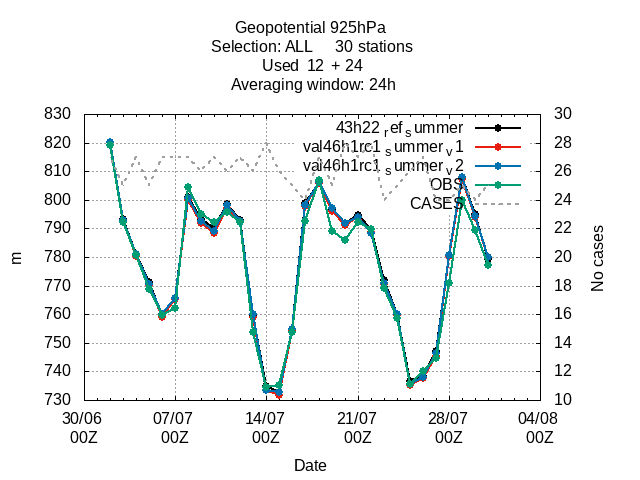 Geopotential 925hPa
Selection: ALL 30 stations
Used 12 + 24
Averaging window: 24h
43h22 refs ummer
val46h1rc1 s ummer v 1
val46h1rc1 s ummer v 2
OBS
CASES
830
820
810
800
790
780
770
760
750
740
730
30
28
26
24
22
20
18
16
14
12
10
m
No cases
30/06 07/07 14/07 21/07 28/07 04/08
00Z 00Z 00Z 00Z 00Z 00Z
Date